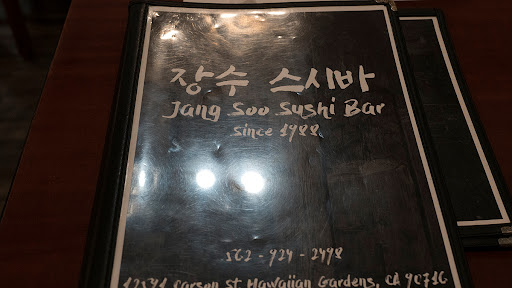 장수 스시바
Jang Soo Sushi Bar
Since 1988
562-924-2498
Carson St Hawaiian Gardens, CA 90716